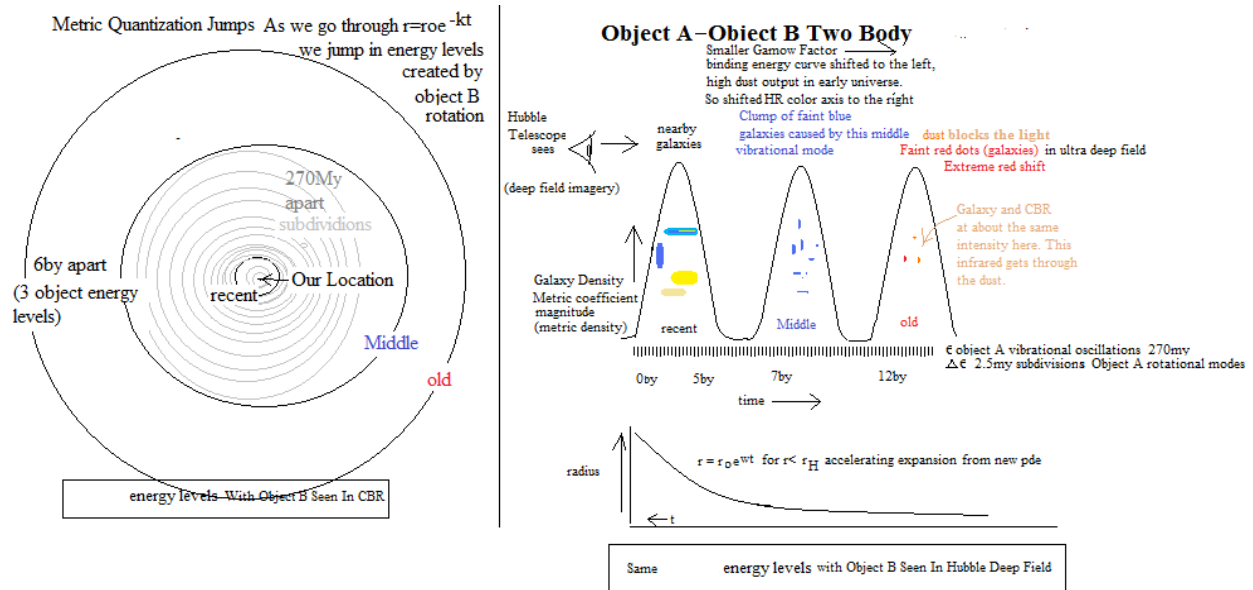 Metric Quantization Jumps As we go through r=roe -kt
we jump in energy levels
created by
object B
rotation
270My
apart
subdividions
6by apart
(3 object energy
levels)
Our Location
recent
Middle
old
energy levels With Object B Seen In CBR
Object A–Object B Two Body
Smaller Gamow Factor
binding energy curve shifted to the left,
high dust output in early universe.
So shifted HR color axis to the right
Hubble
Telescope
sees
(deep field imagery)
nearby
galaxies
Clump of faint blue
galaxies caused by this middle
vibrational mode
dust blocks the light
Faint red dots (galaxies) in ultra deep field
Extreme red shift
Galaxy and CBR
at about the same
intensity here. This
infrared gets through
the dust.
Galaxy Density
Metric coefficient
magnitude
(metric density)
recent
Middle
old
ϵ object A vibrational oscillations 270my
△ϵ 2.5my subdivisions Object A rotational modes
0by 5by 7by 12by
time
radius
r = r₀e^wt for r< r_H accelerating expansion from new pde
t
Same energy levels with Object B Seen In Hubble Deep Field